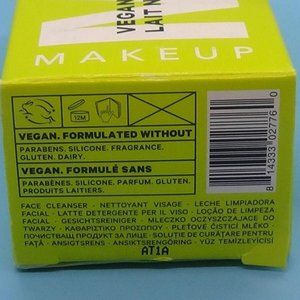 VEGAN
LAIT N
MAKEUP
12M
VEGAN. FORMULATED WITHOUT
PARABENS. SILICONE. FRAGRANCE.
GLUTEN. DAIRY.
VEGAN. FORMULÉ SANS
PARABÈNES. SILICONE. PARFUM. GLUTEN.
PRODUITS LAITIERS.
FACE CLEANSER - NETTOYANT VISAGE - LECHE LIMPIADORA
FACIAL - LATTE DETERGENTE PER IL VISO - LOÇÃO DE LIMPEZA
FACIAL - GESICHTSREINIGER - MLECZKO OCZYSZCZAJĄCE DO
TWARZY - ΚΑΘΑΡΙΣΤΙΚΟ ΠΡΟΣΩΠΟΥ - PLEŤOVÉ ČISTICÍ MLÉKO -
ПОЧИСТВАЩ ПРОДУКТ ЗА ЛИЦЕ - SOLUȚIE DE CURĂȚARE PENTRU
FAȚĂ - ANSIGTSRENS - ANSIKTSRENGÖRING - YÜZ TEMİZLEYİCİSİ
AT1A
8 14333 02776 0